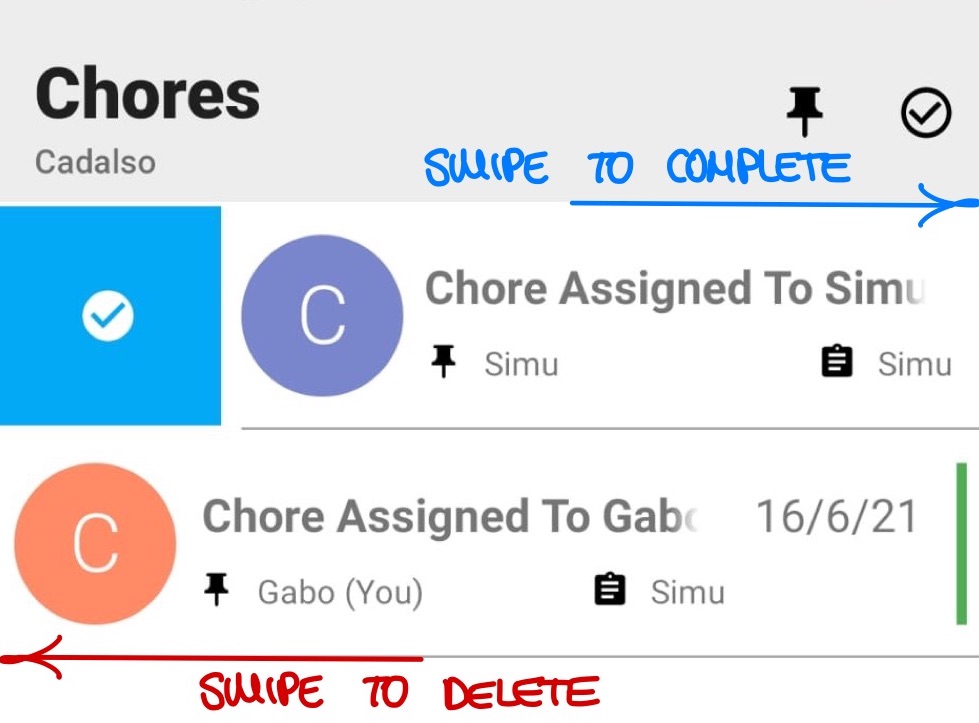 Chores
Cadalso
SWIPE TO COMPLETE
C
Chore Assigned To Simu
Simu
Simu
C
Chore Assigned To Gabo
16/6/21
Gabo (You)
Simu
SWIPE TO DELETE